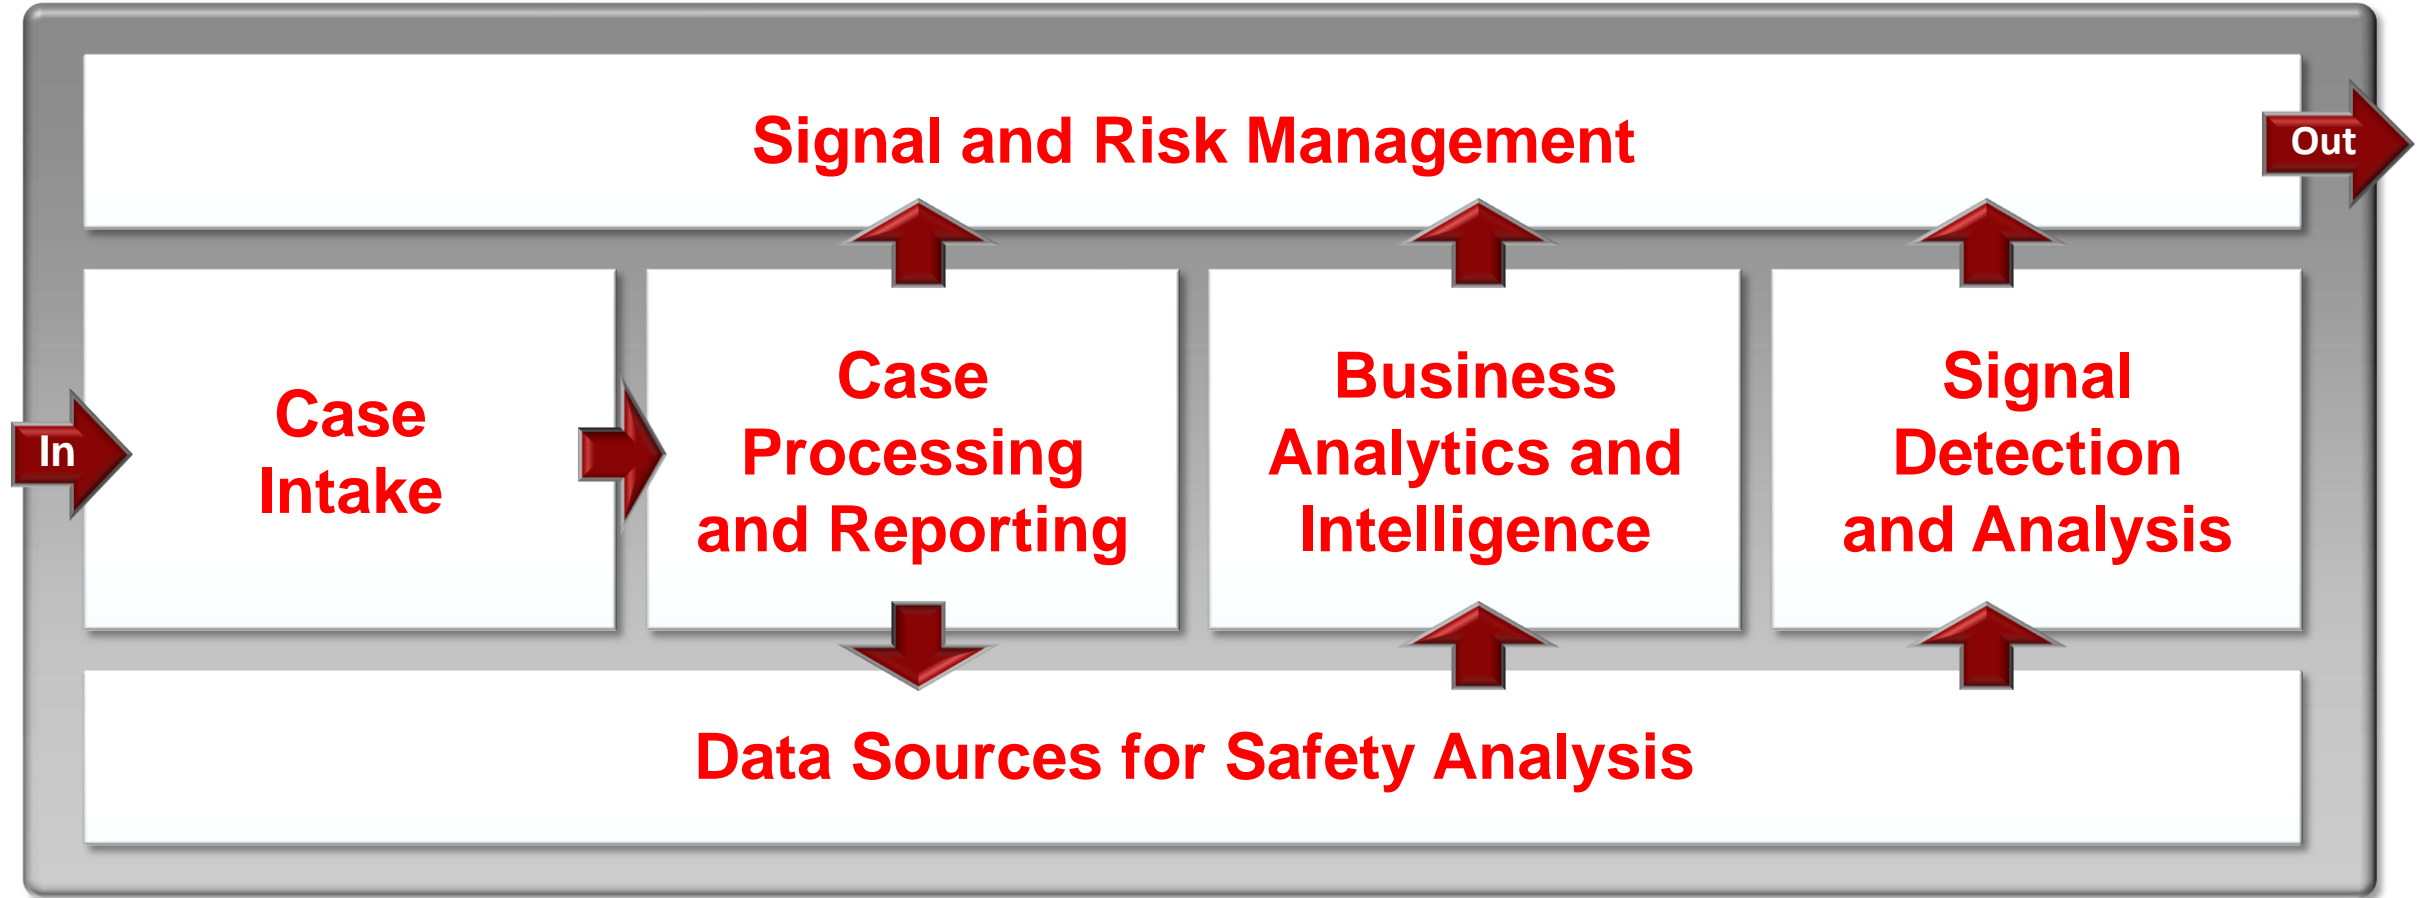 Signal and Risk Management
Out
In
Case
Intake
Case
Processing
and Reporting
Business
Analytics and
Intelligence
Signal
Detection
and Analysis
Data Sources for Safety Analysis